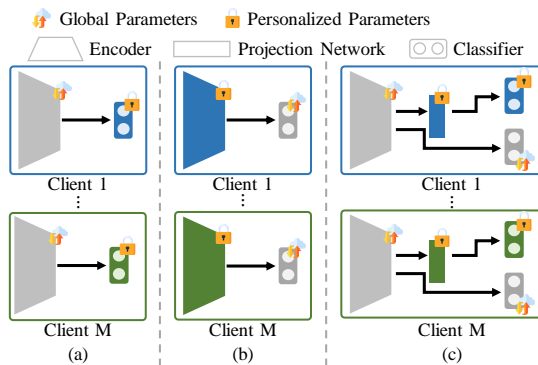 Global Parameters Personalized Parameters
Encoder Projection Network Classifier
Client 1 Client 1 Client 1
Client M Client M Client M
(a) (b) (c)